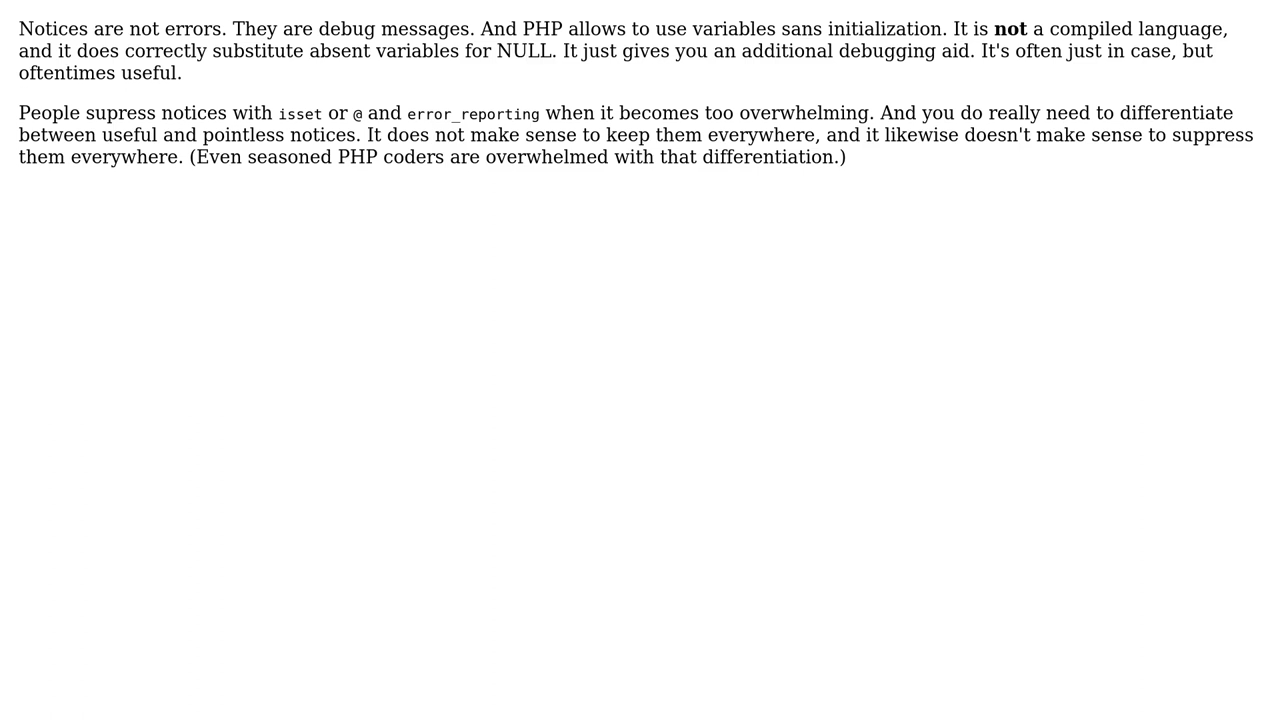 Notices are not errors. They are debug messages. And PHP allows to use variables sans initialization. It is not a compiled language,
and it does correctly substitute absent variables for NULL. It just gives you an additional debugging aid. It's often just in case, but
oftentimes useful.
People supress notices with isset or @ and error_reporting when it becomes too overwhelming. And you do really need to differentiate
between useful and pointless notices. It does not make sense to keep them everywhere, and it likewise doesn't make sense to suppress
them everywhere. (Even seasoned PHP coders are overwhelmed with that differentiation.)